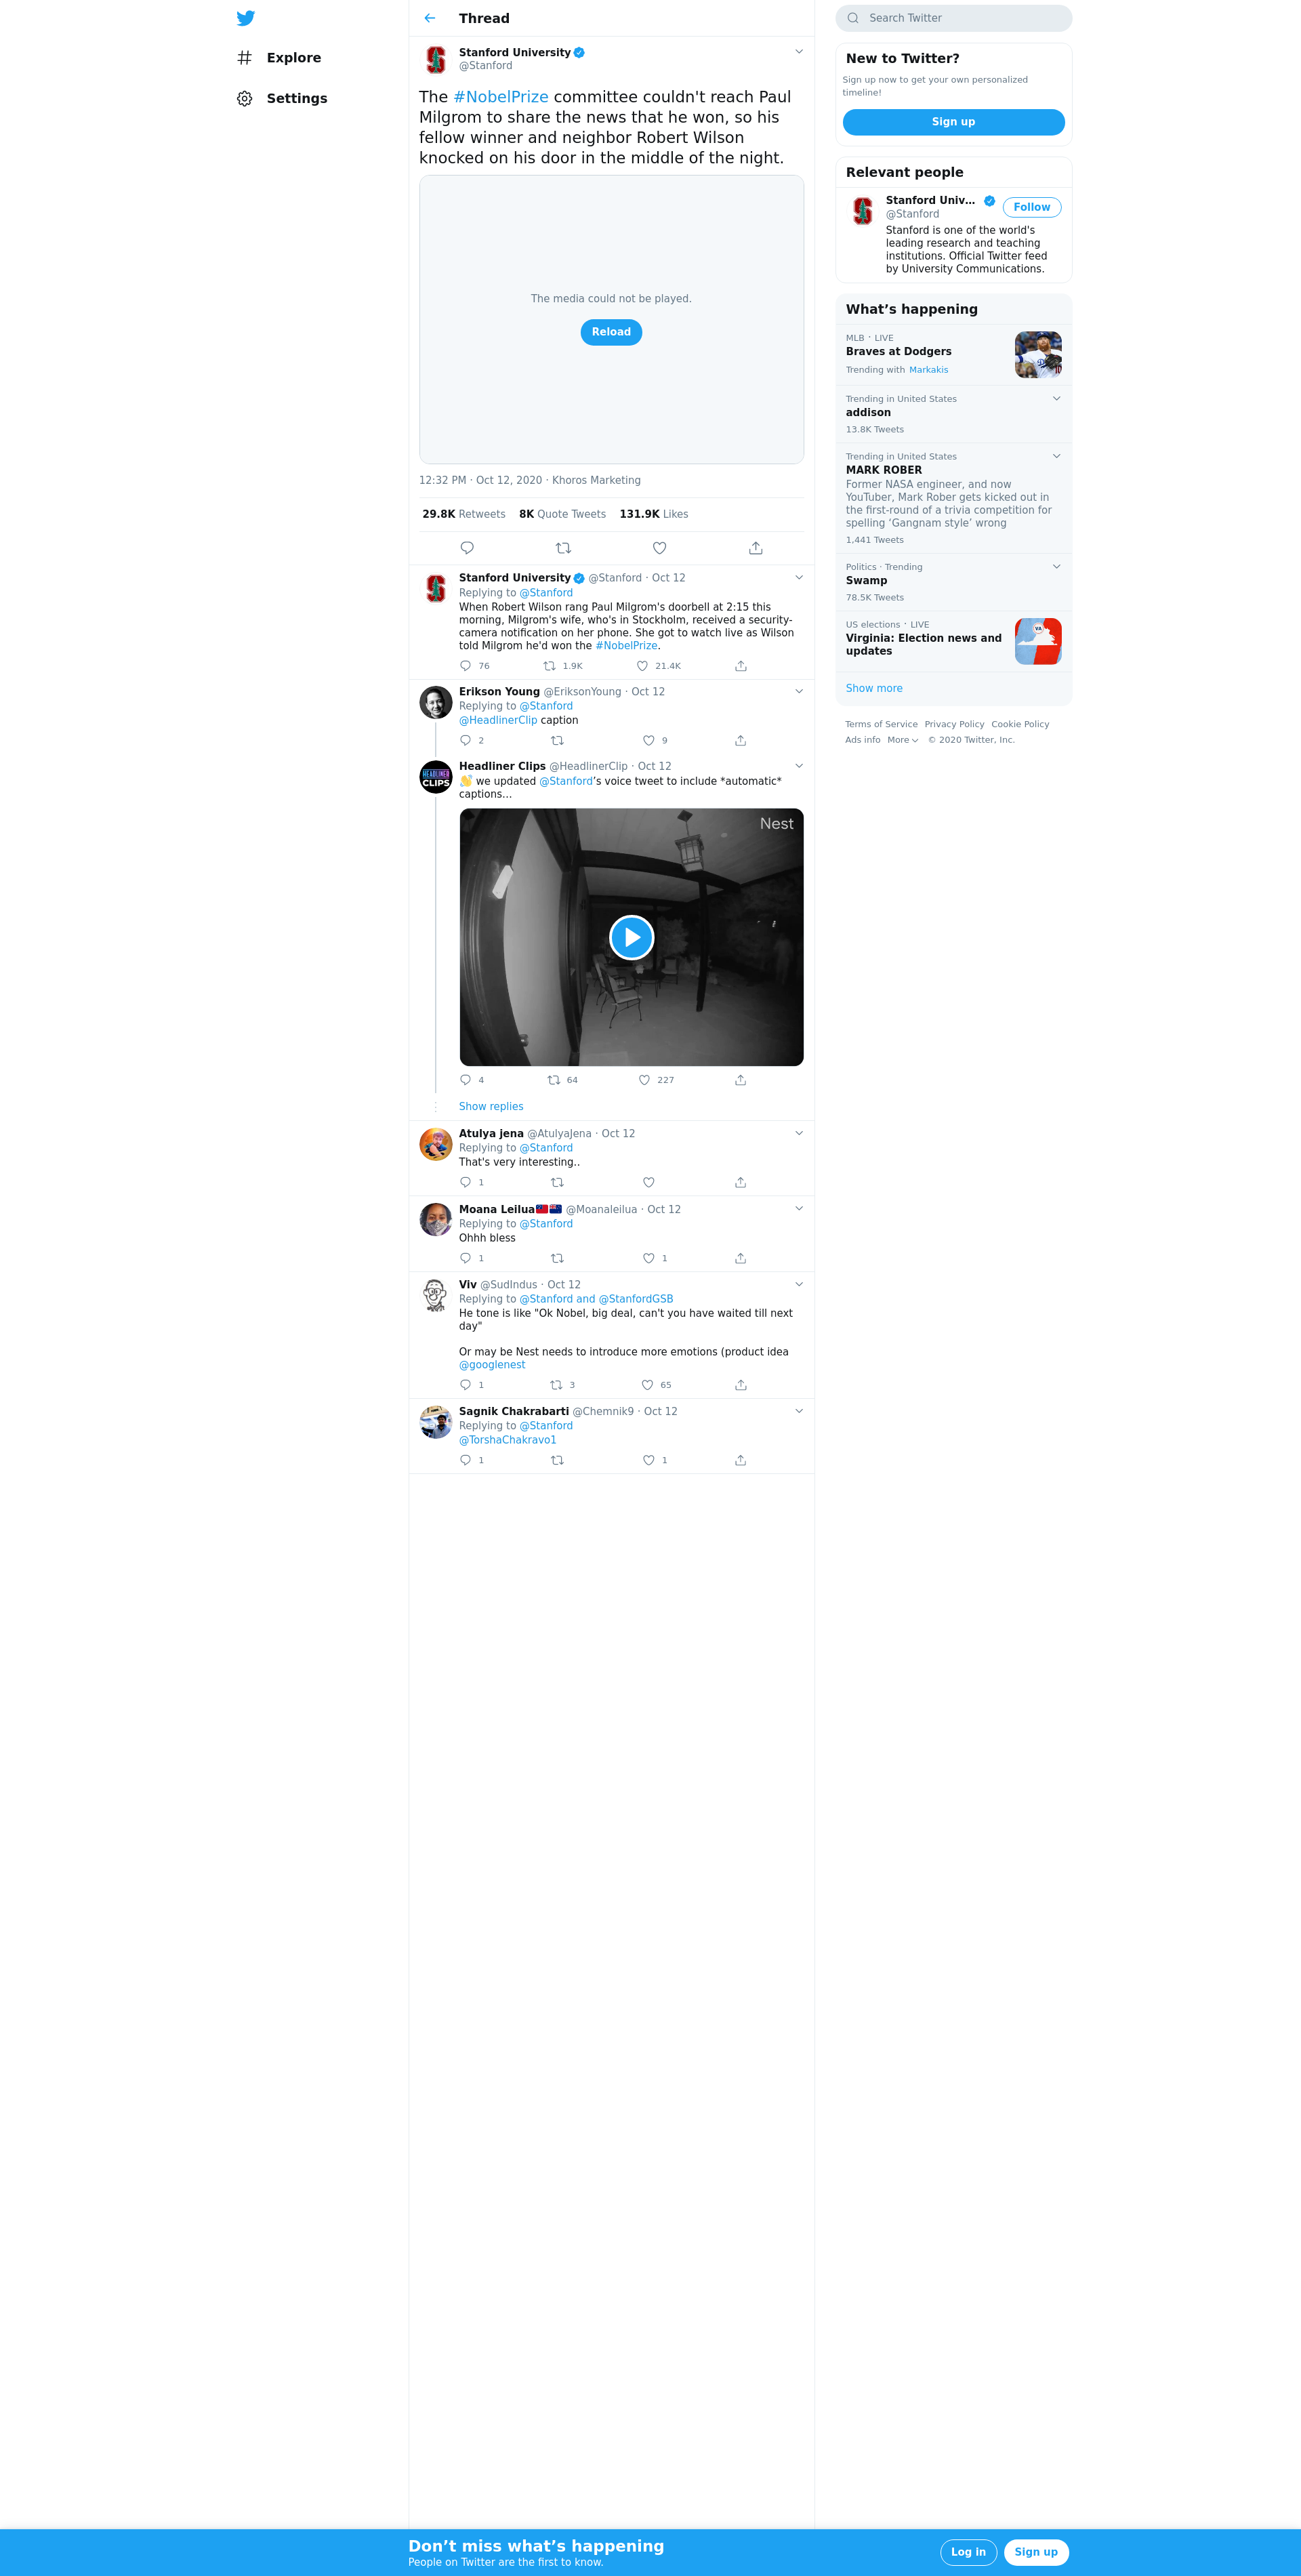 Explore
Settings
Thread
Stanford University
@Stanford
The #NobelPrize committee couldn't reach Paul
Milgrom to share the news that he won, so his
fellow winner and neighbor Robert Wilson
knocked on his door in the middle of the night.
The media could not be played.
Reload
12:32 PM · Oct 12, 2020 · Khoros Marketing
29.8K Retweets 8K Quote Tweets 131.9K Likes
Stanford University @Stanford · Oct 12
Replying to @Stanford
When Robert Wilson rang Paul Milgrom's doorbell at 2:15 this
morning, Milgrom's wife, who's in Stockholm, received a security-
camera notification on her phone. She got to watch live as Wilson
told Milgrom he'd won the #NobelPrize.
76 1.9K 21.4K
Erikson Young @EriksonYoung · Oct 12
Replying to @Stanford
@HeadlinerClip caption
2 9
HEADLINER
CLIPS
Headliner Clips @HeadlinerClip · Oct 12
👋 we updated @Stanford’s voice tweet to include *automatic*
captions…
Nest
4 64 227
Show replies
Atulya jena @AtulyaJena · Oct 12
Replying to @Stanford
That's very interesting..
1
Moana Leilua🇼🇸🇳🇿 @Moanaleilua · Oct 12
Replying to @Stanford
Ohhh bless
1 1
Viv @SudIndus · Oct 12
Replying to @Stanford and @StanfordGSB
He tone is like "Ok Nobel, big deal, can't you have waited till next
day"
Or may be Nest needs to introduce more emotions (product idea
@googlenest
1 3 65
Sagnik Chakrabarti @Chemnik9 · Oct 12
Replying to @Stanford
@TorshaChakravo1
1 1
Search Twitter
New to Twitter?
Sign up now to get your own personalized
timeline!
Sign up
Relevant people
Stanford Univ…
@Stanford
Follow
Stanford is one of the world's
leading research and teaching
institutions. Official Twitter feed
by University Communications.
What’s happening
MLB · LIVE
Braves at Dodgers
Trending with Markakis
Trending in United States
addison
13.8K Tweets
Trending in United States
MARK ROBER
Former NASA engineer, and now
YouTuber, Mark Rober gets kicked out in
the first-round of a trivia competition for
spelling ‘Gangnam style’ wrong
1,441 Tweets
Politics · Trending
Swamp
78.5K Tweets
US elections · LIVE
Virginia: Election news and
updates
VA
Show more
Terms of Service Privacy Policy Cookie Policy
Ads info More © 2020 Twitter, Inc.
Don’t miss what’s happening
People on Twitter are the first to know.
Log in
Sign up